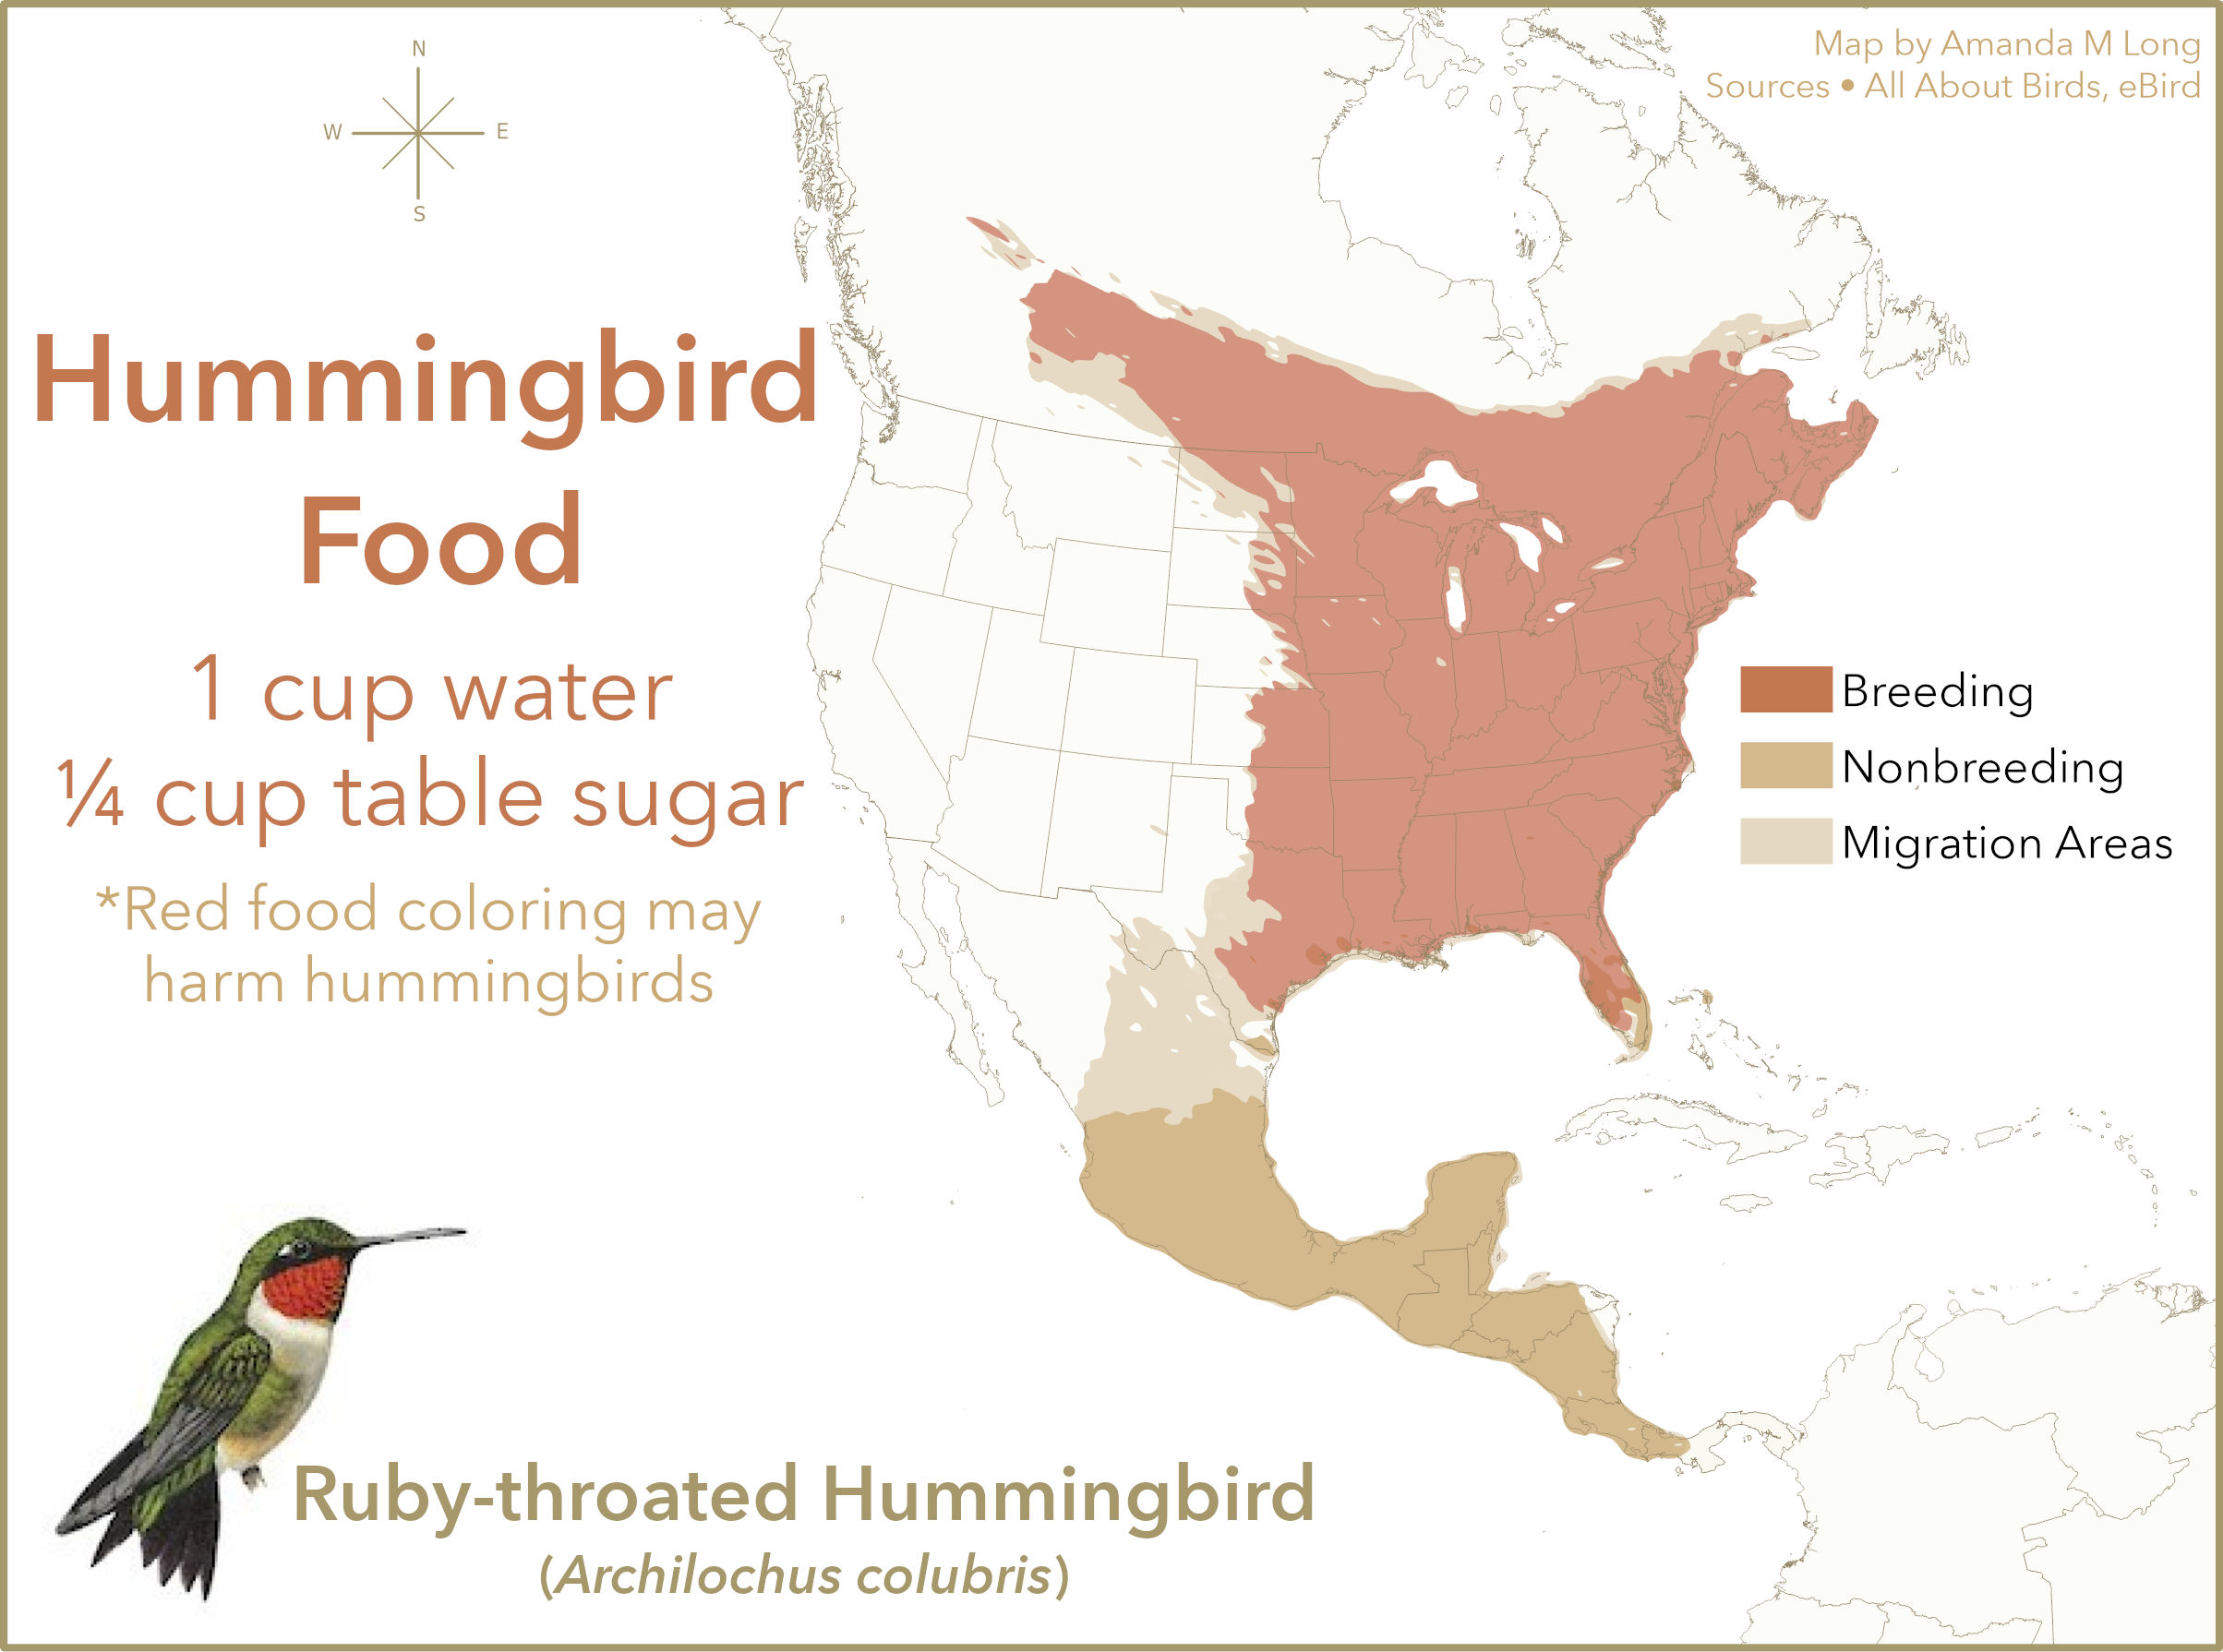 Map by Amanda M Long
Sources • All About Birds, eBird
N
W
E
S
Hummingbird
Food
1 cup water
¼ cup table sugar
*Red food coloring may
harm hummingbirds
Breeding
Nonbreeding
Migration Areas
Ruby-throated Hummingbird
(Archilochus colubris)